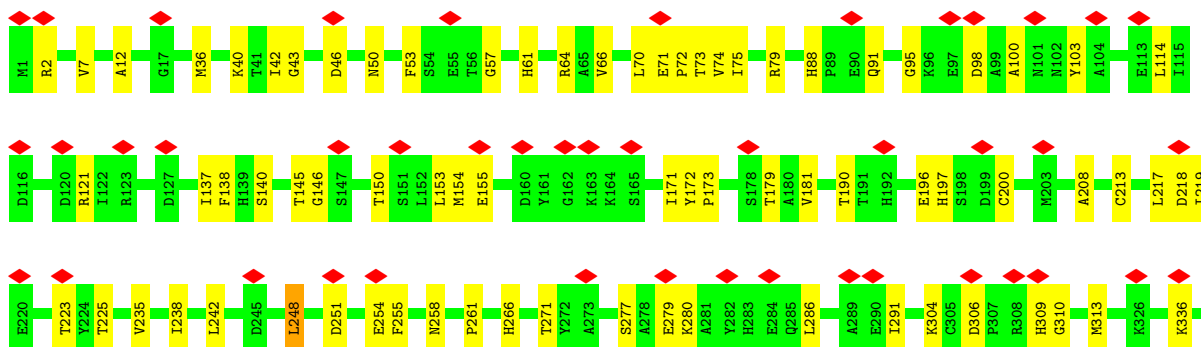 M1 R2 V7 A12 G17 M36 K40 T41 I42 G43 D46 N50 F53 S54 E55 T56 G57 H61 R64 A65 V66 L70 E71 P72 T73 V74 I75 R79 H88 P89 E90 Q91 G95 K96 E97 D98 A99 A100 N101 N102 Y103 A104 E113 L114 I115
D116 D120 R121 I122 R123 D127 I137 F138 H139 S140 T145 G146 S147 T150 S151 L152 L153 M154 E155 D160 Y161 G162 K163 K164 S165 I171 Y172 P173 S178 T179 A180 V181 T190 T191 H192 E196 H197 S198 D199 C200 M203 A208 C213 L217 D218 I219
E220 T223 Y224 T225 V235 I238 L242 D245 L248 D251 E254 F255 N258 P261 H266 T271 Y272 A273 S277 A278 E279 K280 A281 Y282 H283 E284 Q285 L286 A289 E290 I291 K304 C305 D306 P307 R308 H309 G310 M313 K326 K336